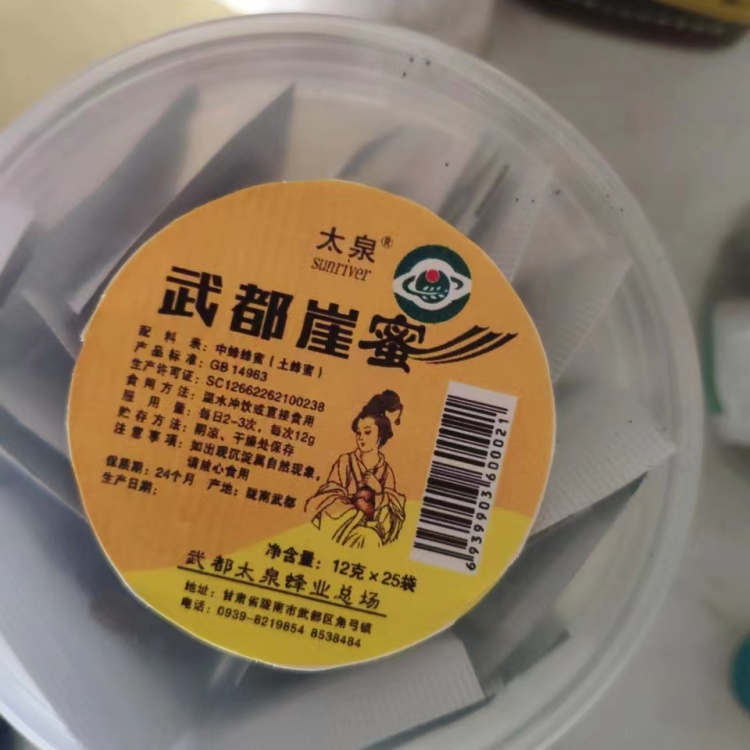 太泉®
sunriver
武都崖蜜
配料表：中蜂蜂蜜（土蜂蜜）
产品标准：GB 14963
生产许可证：SC12662262100238
食用方法：温水冲饮或直接食用
服用量：每日2-3次，每次12g
贮存方法：阴凉、干燥处保存
注意事项：如出现沉淀属自然现象，
请放心食用
保质期：24个月 产地：陇南武都
生产日期：
净含量：12克×25袋
武都太泉蜂业总场
地址：甘肃省陇南市武都区角弓镇
电话：0939-8219854 8538484
6939903600021